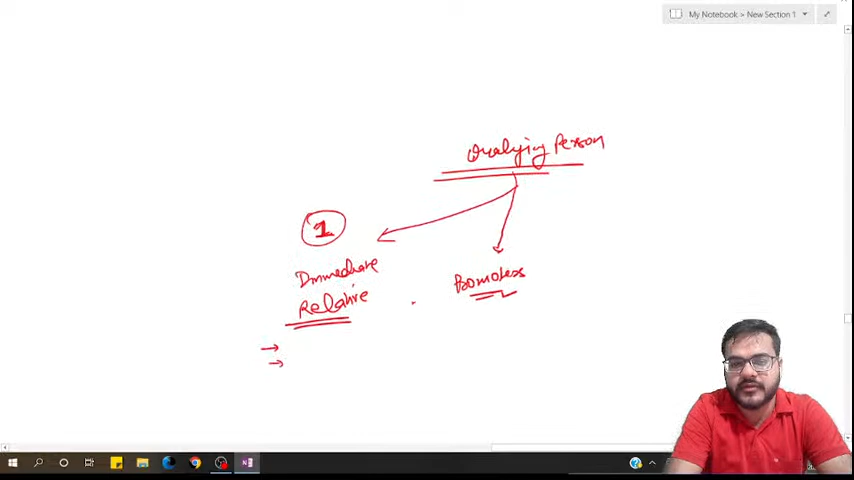 My Notebook > New Section 1
Qualifying Person
1
Immediate
Relative
Promoters